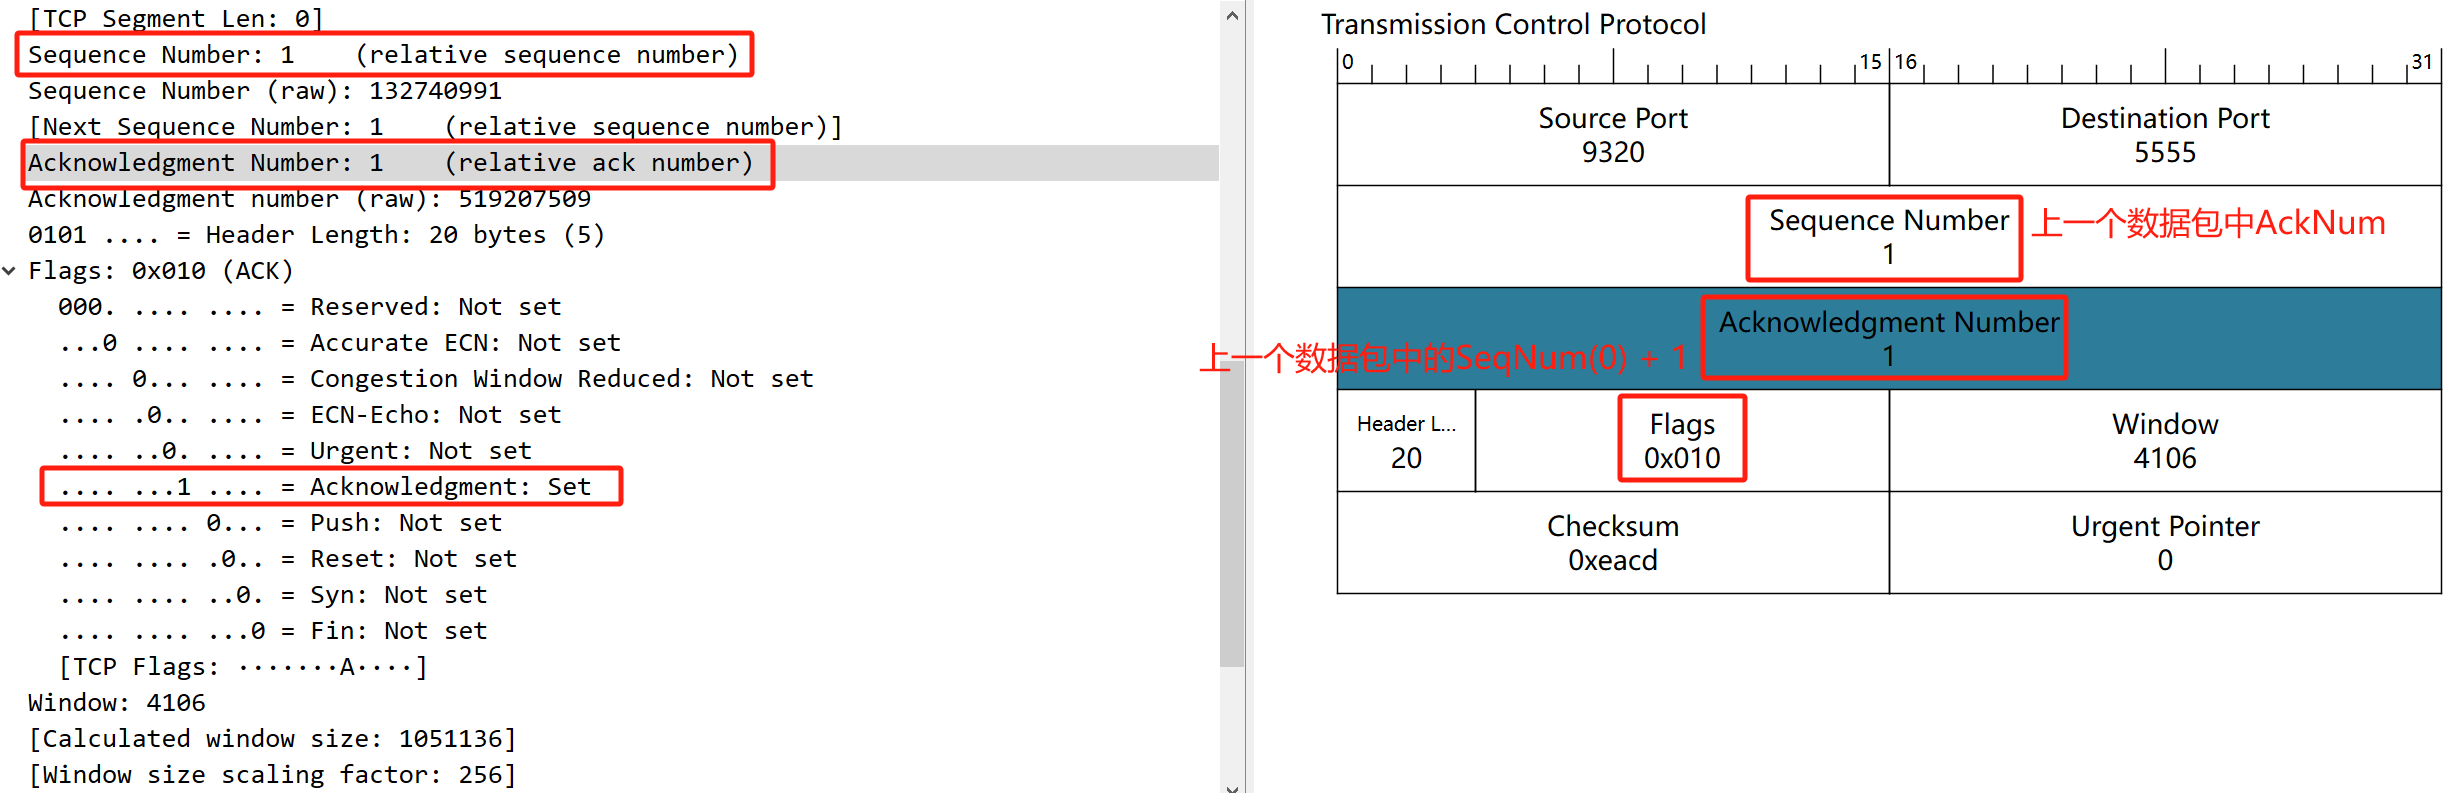 [TCP Segment Len: 0]
Sequence Number: 1    (relative sequence number)
Sequence Number (raw): 132740991
[Next Sequence Number: 1    (relative sequence number)]
Acknowledgment Number: 1    (relative ack number)
Acknowledgment number (raw): 519207509
0101 .... = Header Length: 20 bytes (5)
Flags: 0x010 (ACK)
000. .... .... = Reserved: Not set
...0 .... .... = Accurate ECN: Not set
.... 0... .... = Congestion Window Reduced: Not set
.... .0.. .... = ECN-Echo: Not set
.... ..0. .... = Urgent: Not set
.... ...1 .... = Acknowledgment: Set
.... .... 0... = Push: Not set
.... .... .0.. = Reset: Not set
.... .... ..0. = Syn: Not set
.... .... ...0 = Fin: Not set
[TCP Flags: ·······A····]
Window: 4106
[Calculated window size: 1051136]
[Window size scaling factor: 256]
Transmission Control Protocol
0 15 16 31
Source Port
9320
Destination Port
5555
Sequence Number
1
上一个数据包中AckNum
Acknowledgment Number
1
上一个数据包中的SeqNum(0) + 1
Header L...
20
Flags
0x010
Window
4106
Checksum
0xeacd
Urgent Pointer
0